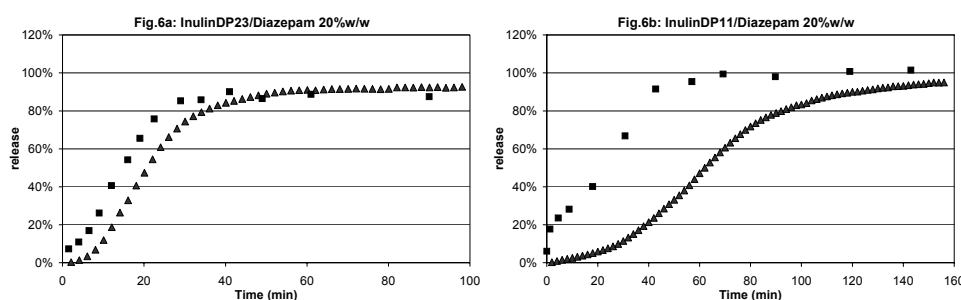 Fig.6a: InulinDP23/Diazepam 20%w/w
120%
100%
80%
60%
40%
20%
0%
release
0 20 40 60 80 100
Time (min)
Fig.6b: InulinDP11/Diazepam 20%w/w
120%
100%
80%
60%
40%
20%
0%
release
0 20 40 60 80 100 120 140 160
Time (min)